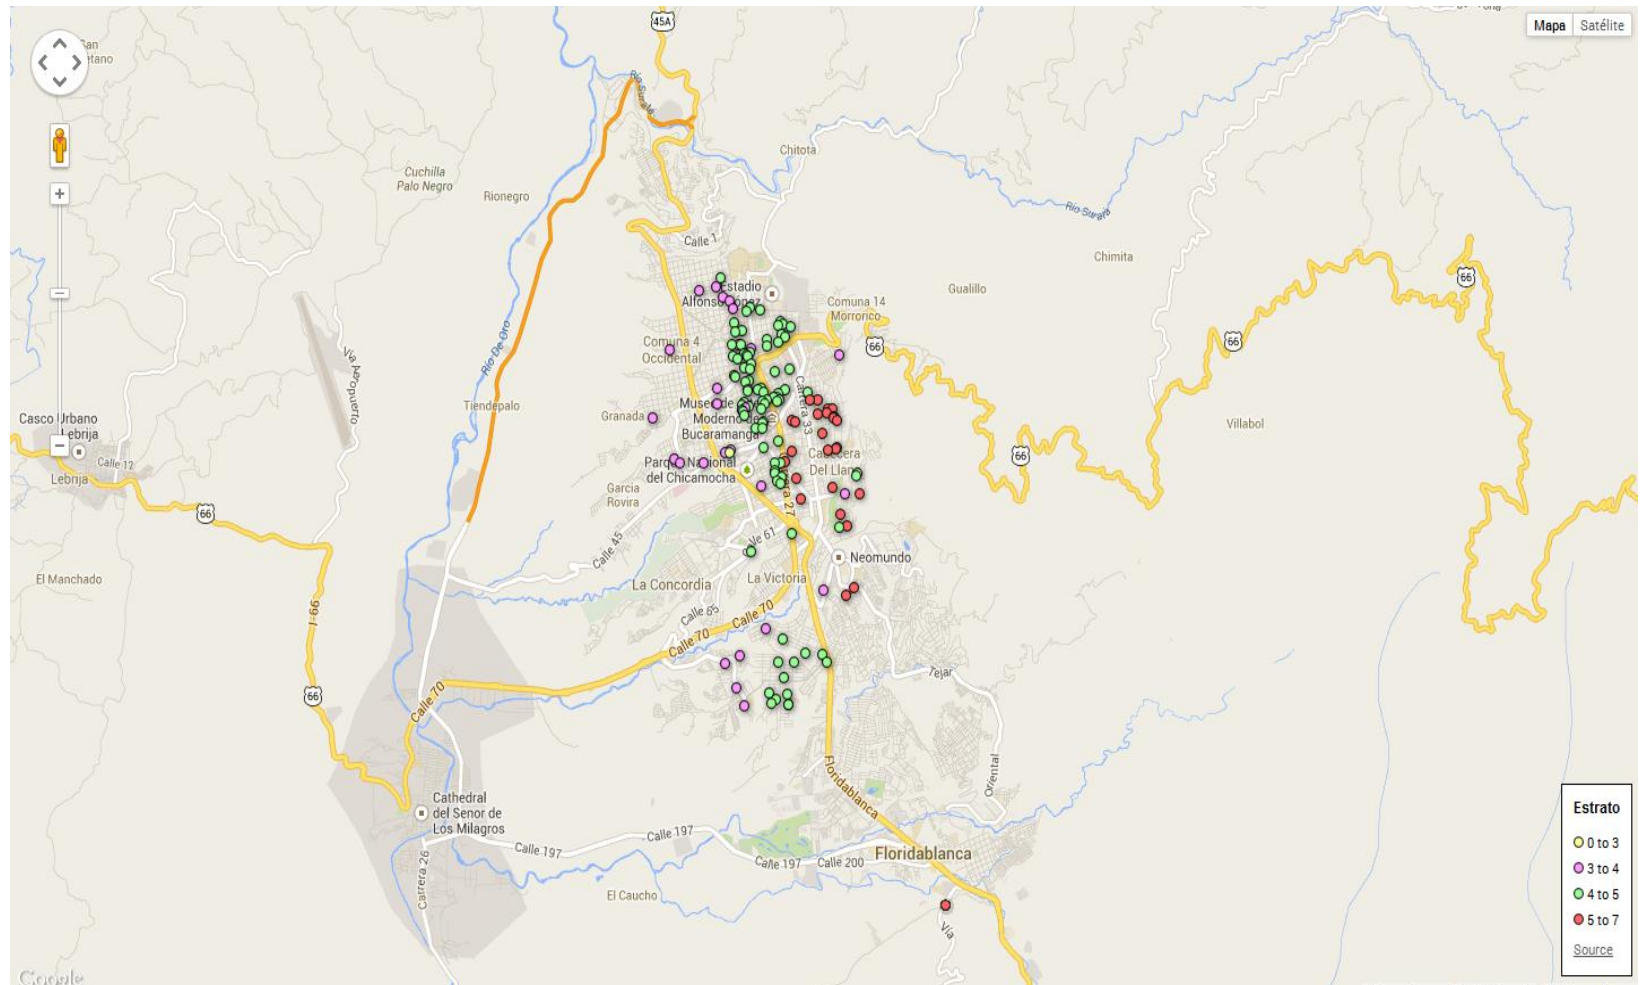 45A
Mapa
Satélite
San
etano
Río Suratá
Chitota
Cuchilla
Palo Negro
Rionegro
Río Suratá
Calle 1
Chimita
66
Estadio
Alfonso López
Gualillo
Comuna 14
Morrorico
Río De Oro
Comuna 4
Occidental
66
66
Vía Aeropuerto
Carrera 33
Tiendepalo
Museo de
Moderno de
Bucaramanga
Granada
Casco Urbano
Lebrija
Villabol
Calle 12
Lebrija
Cabecera
Del Llano
66
Parque Nacional
del Chicamocha
Garcia
Rovira
66
Calle 45
Calle 61
Neomundo
El Manchado
La Concordia
La Victoria
66-1
Calle 65
Calle 70
Calle 70
Tejar
66
Calle 70
Oriental
Floridablanca
Cathedral
del Senor de
Los Milagros
Calle 197
Calle 197
Calle 197
Calle 200
Floridablanca
Carrera 26
El Caucho
Vía
Estrato
0 to 3
3 to 4
4 to 5
5 to 7
Source
Google